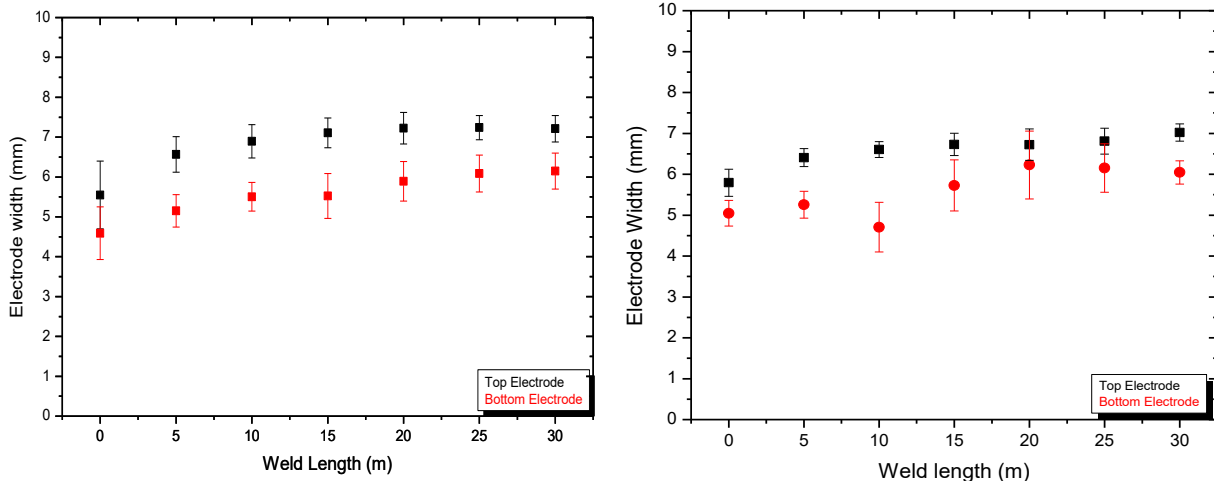 Electrode width (mm)
10
9
8
7
6
5
4
3
2
1
0
0 5 10 15 20 25 30
Weld Length (m)
Top Electrode
Bottom Electrode
Electrode Width (mm)
10
9
8
7
6
5
4
3
2
1
0
0 5 10 15 20 25 30
Weld length (m)
Top Electrode
Bottom Electrode